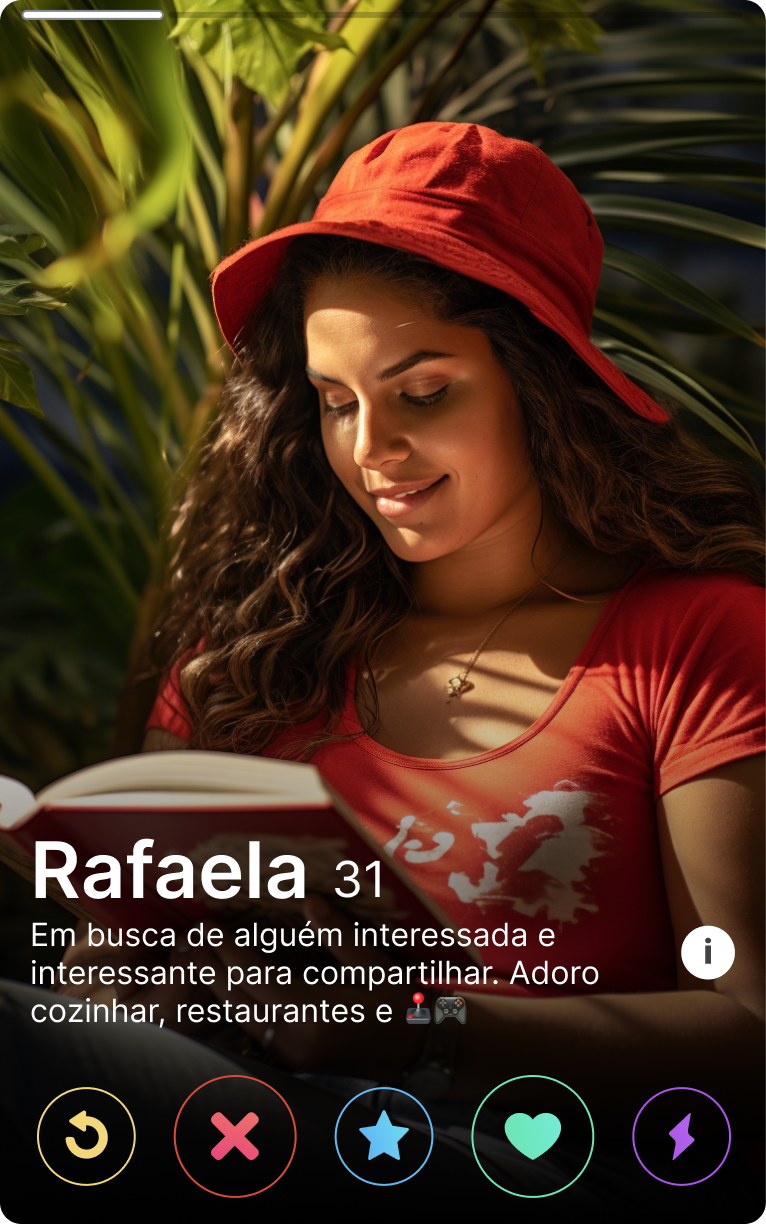 Rafaela 31
Em busca de alguém interessada e
interessante para compartilhar. Adoro
cozinhar, restaurantes e 🕹️🎮
i